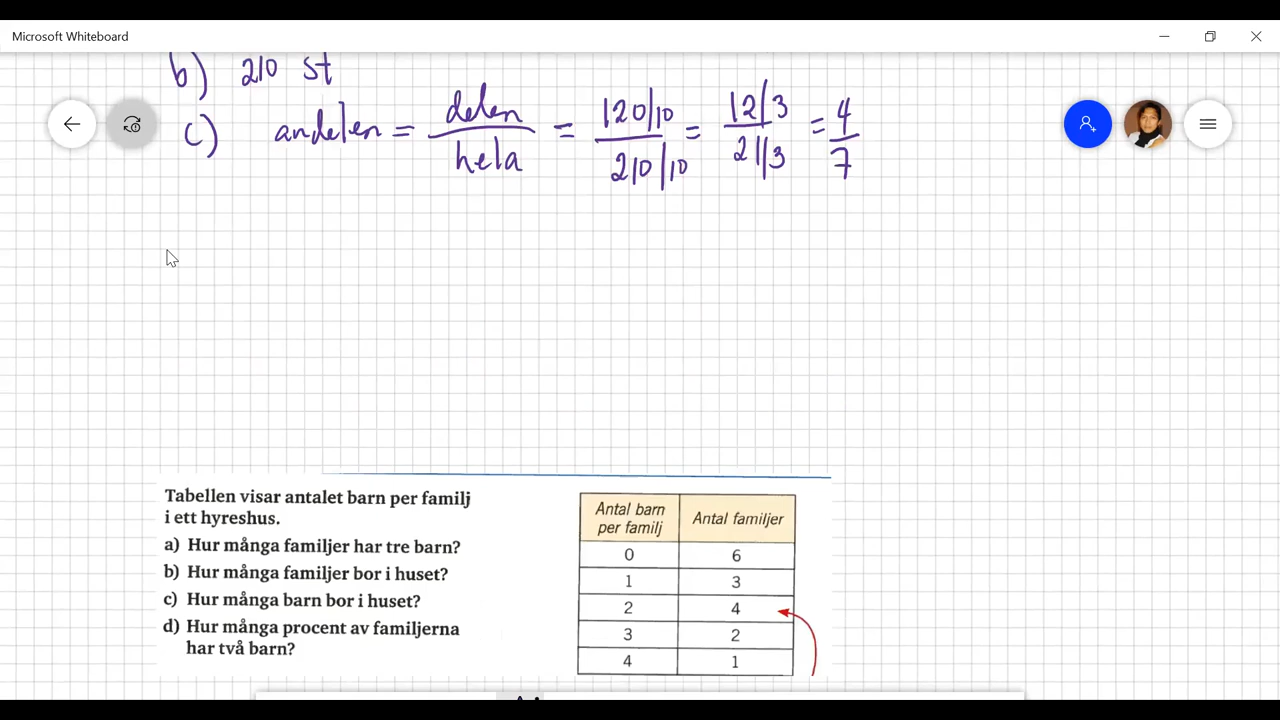 Microsoft Whiteboard
b) 210 st
c) andelen = delen/hela = 120/10 / 210/10 = 12/3 / 21/3 = 4/7
Tabellen visar antalet barn per familj
i ett hyreshus.
a) Hur många familjer har tre barn?
b) Hur många familjer bor i huset?
c) Hur många barn bor i huset?
d) Hur många procent av familjerna
har två barn?
Antal barn per familj Antal familjer
0 6
1 3
2 4
3 2
4 1